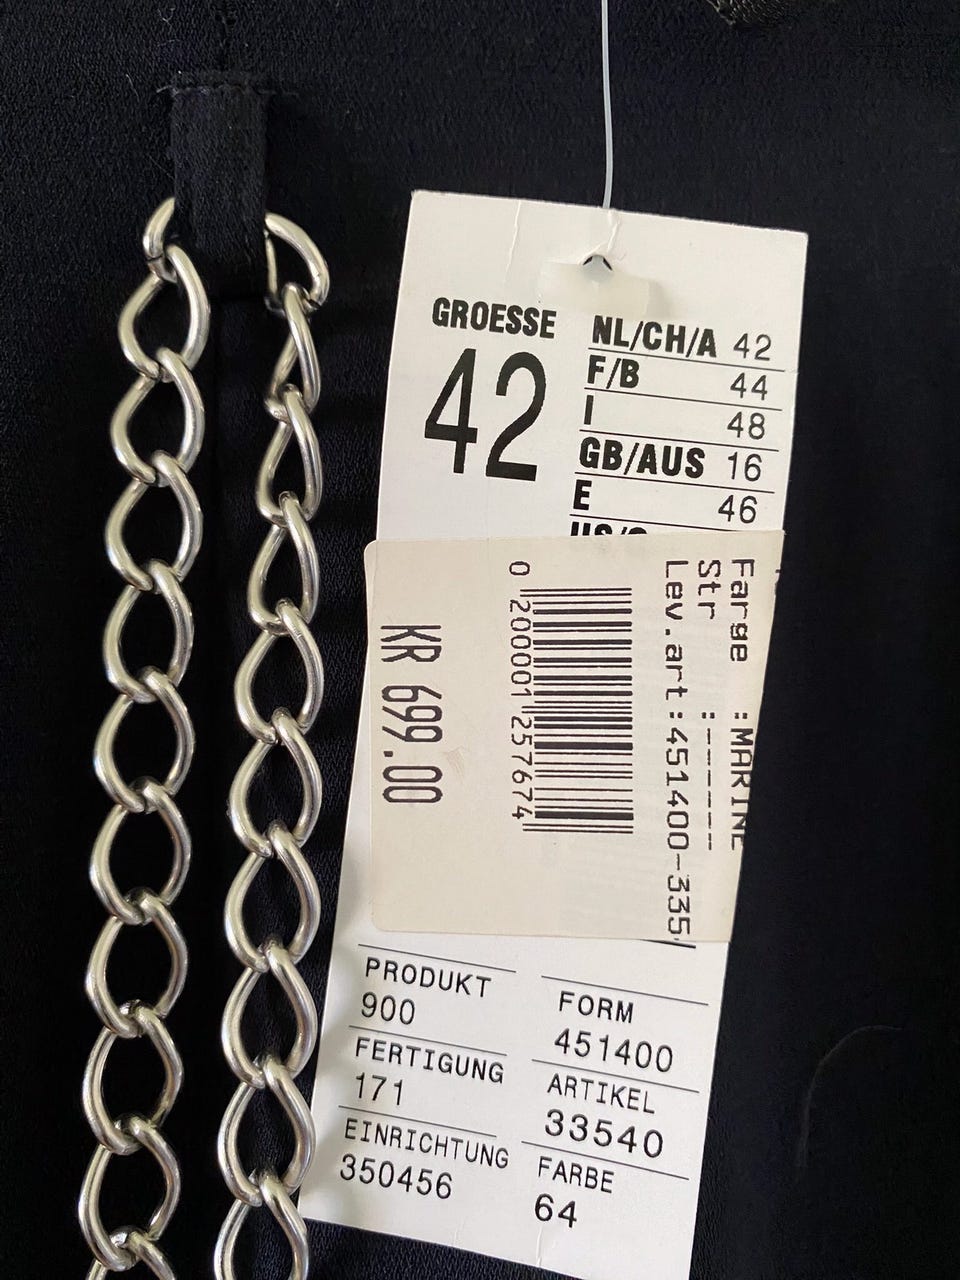 GROESSE
42
NL/CH/A 42
F/B 44
I 48
GB/AUS 16
E 46
Farge :MARINE
Str :------
Lev.art:451400-335
0 200001 257674
KR 699.00
PRODUKT
900
FORM
451400
FERTIGUNG
171
ARTIKEL
33540
EINRICHTUNG
350456
FARBE
64